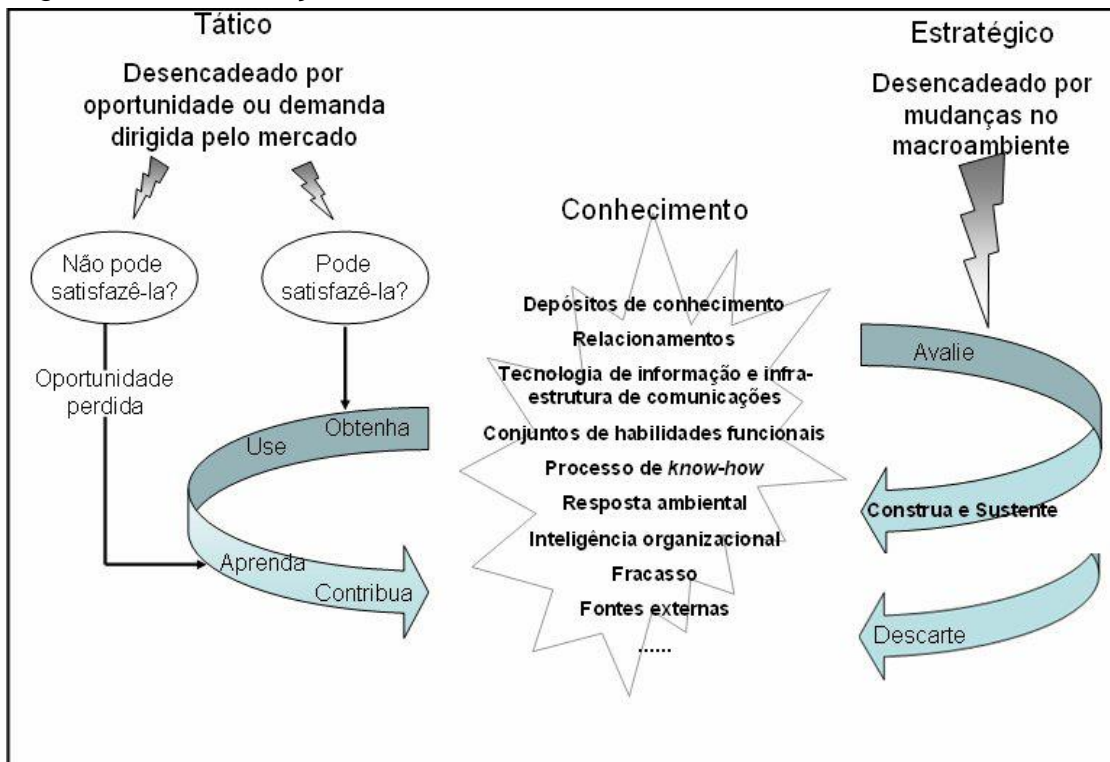 Tático
Desencadeado por
oportunidade ou demanda
dirigida pelo mercado
Não pode
satisfazê-la?
Pode
satisfazê-la?
Oportunidade
perdida
Obtenha
Use
Aprenda
Contribua
Conhecimento
Depósitos de conhecimento
Relacionamentos
Tecnologia de informação e infra-
estrutura de comunicações
Conjuntos de habilidades funcionais
Processo de know-how
Resposta ambiental
Inteligência organizacional
Fracasso
Fontes externas
......
Estratégico
Desencadeado por
mudanças no
macroambiente
Avalie
Construa e Sustente
Descarte